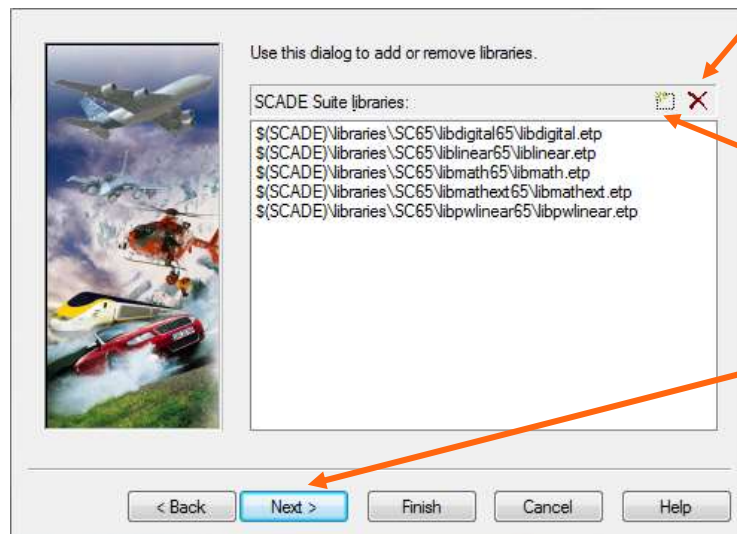 Use this dialog to add or remove libraries.
SCADE Suite libraries:
$(SCADE)\libraries\SC65\libdigital65\libdigital.etp
$(SCADE)\libraries\SC65\liblinear65\liblinear.etp
$(SCADE)\libraries\SC65\libmath65\libmath.etp
$(SCADE)\libraries\SC65\libmathext65\libmathext.etp
$(SCADE)\libraries\SC65\libpwlinear65\libpwlinear.etp
< Back Next > Finish Cancel Help